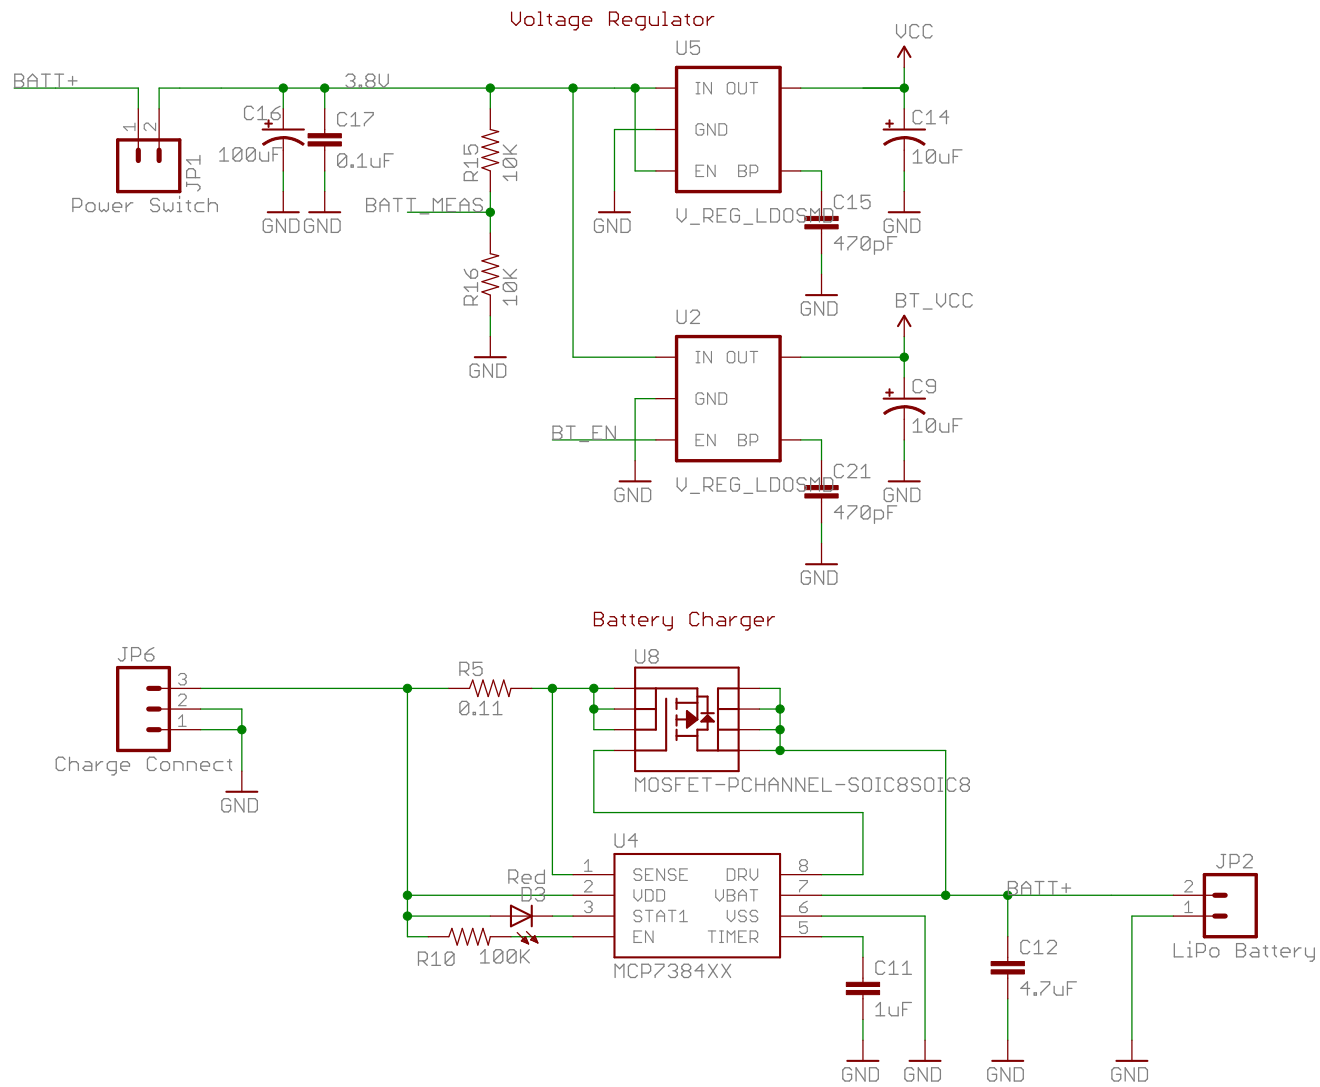 Voltage Regulator
BATT+
1
2
JP1
Power Switch
C16
100uF
GND
C17
0.1uF
GND
3.8V
R15
10K
BATT_MEAS
R16
10K
GND
U5
IN OUT
GND
EN BP
V_REG_LDOSMD
GND
VCC
C14
10uF
GND
C15
470pF
GND
U2
IN OUT
GND
EN BP
V_REG_LDOSMD
BT_EN
GND
BT_VCC
C9
10uF
GND
C21
470pF
GND
Battery Charger
JP6
3
2
1
Charge Connect
GND
R5
0.11
U8
MOSFET-PCHANNEL-SOIC8SOIC8
U4
1 SENSE DRV 8
2 VDD VBAT 7
3 STAT1 VSS 6
EN TIMER 5
MCP7384XX
Red
D3
R10
100K
C11
1uF
GND
GND
BATT+
C12
4.7uF
GND
JP2
2
1
LiPo Battery
GND